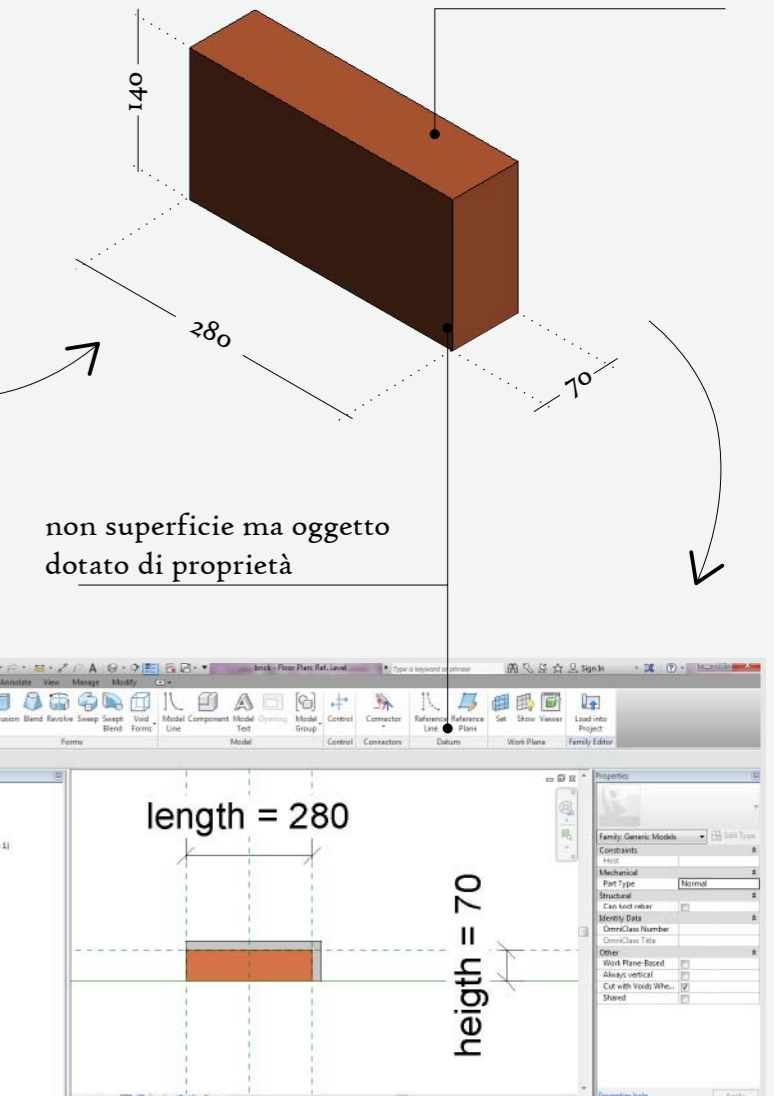 140
280
70
non superficie ma oggetto
dotato di proprietà
brick - Floor Plan: Ref. Level
Type a keyword or phrase
Sign In
Annotate View Manage Modify
usion Blend Revolve Sweep Swept Blend Void Forms Model Line Component Model Text Opening Model Group Control Connector Reference Line Reference Plane Set Show Viewer Load into Project
Forms Model Control Connectors Datum Work Plane Family Editor
length = 280
heigth = 70
Properties
Family: Generic Models Edit Type
Constraints
Host
Mechanical
Part Type Normal
Structural
Can host rebar
Identity Data
OmniClass Number
OmniClass Title
Other
Work Plane-Based
Always vertical
Cut with Voids Whe...
Shared
Properties help Apply